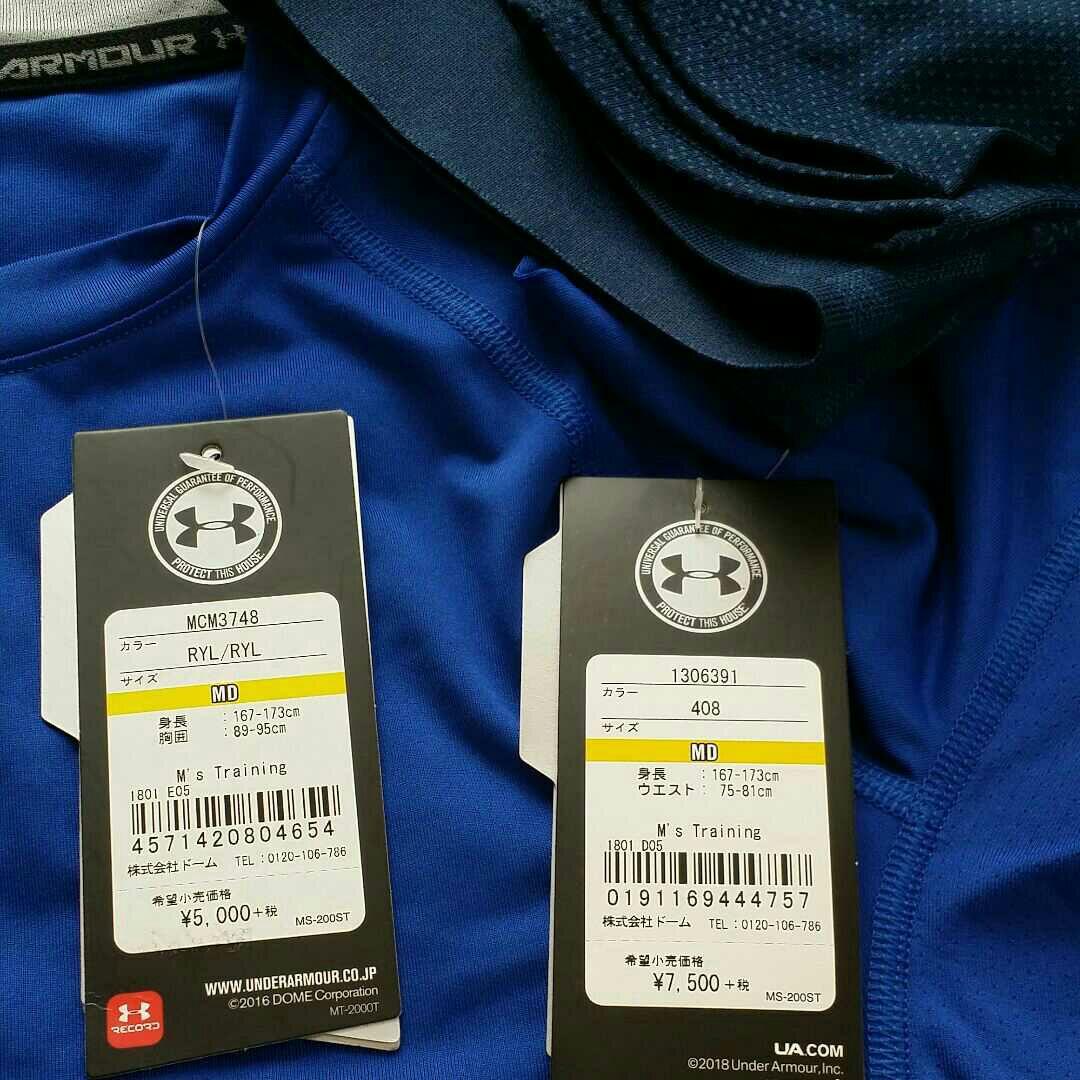 ARMOUR
UNIVERSAL GUARANTEE OF PERFORMANCE
PROTECT THIS HOUSE
MCM3748
カラー
RYL/RYL
サイズ
MD
身長 : 167-173cm
胸囲 : 89-95cm
M's Training
1801 E05
4571420804654
株式会社ドーム TEL:0120-106-786
希望小売価格
¥5,000+税
MS-200ST
WWW.UNDERARMOUR.CO.JP
©2016 DOME Corporation
MT-2000T
RECORD
UNIVERSAL GUARANTEE OF PERFORMANCE
PROTECT THIS HOUSE
1306391
カラー
408
サイズ
MD
身長 : 167-173cm
ウエスト : 75-81cm
M's Training
1801 D05
0191169444757
株式会社ドーム TEL:0120-106-786
希望小売価格
¥7,500+税
MS-200ST
UA.COM
©2018 Under Armour, Inc.